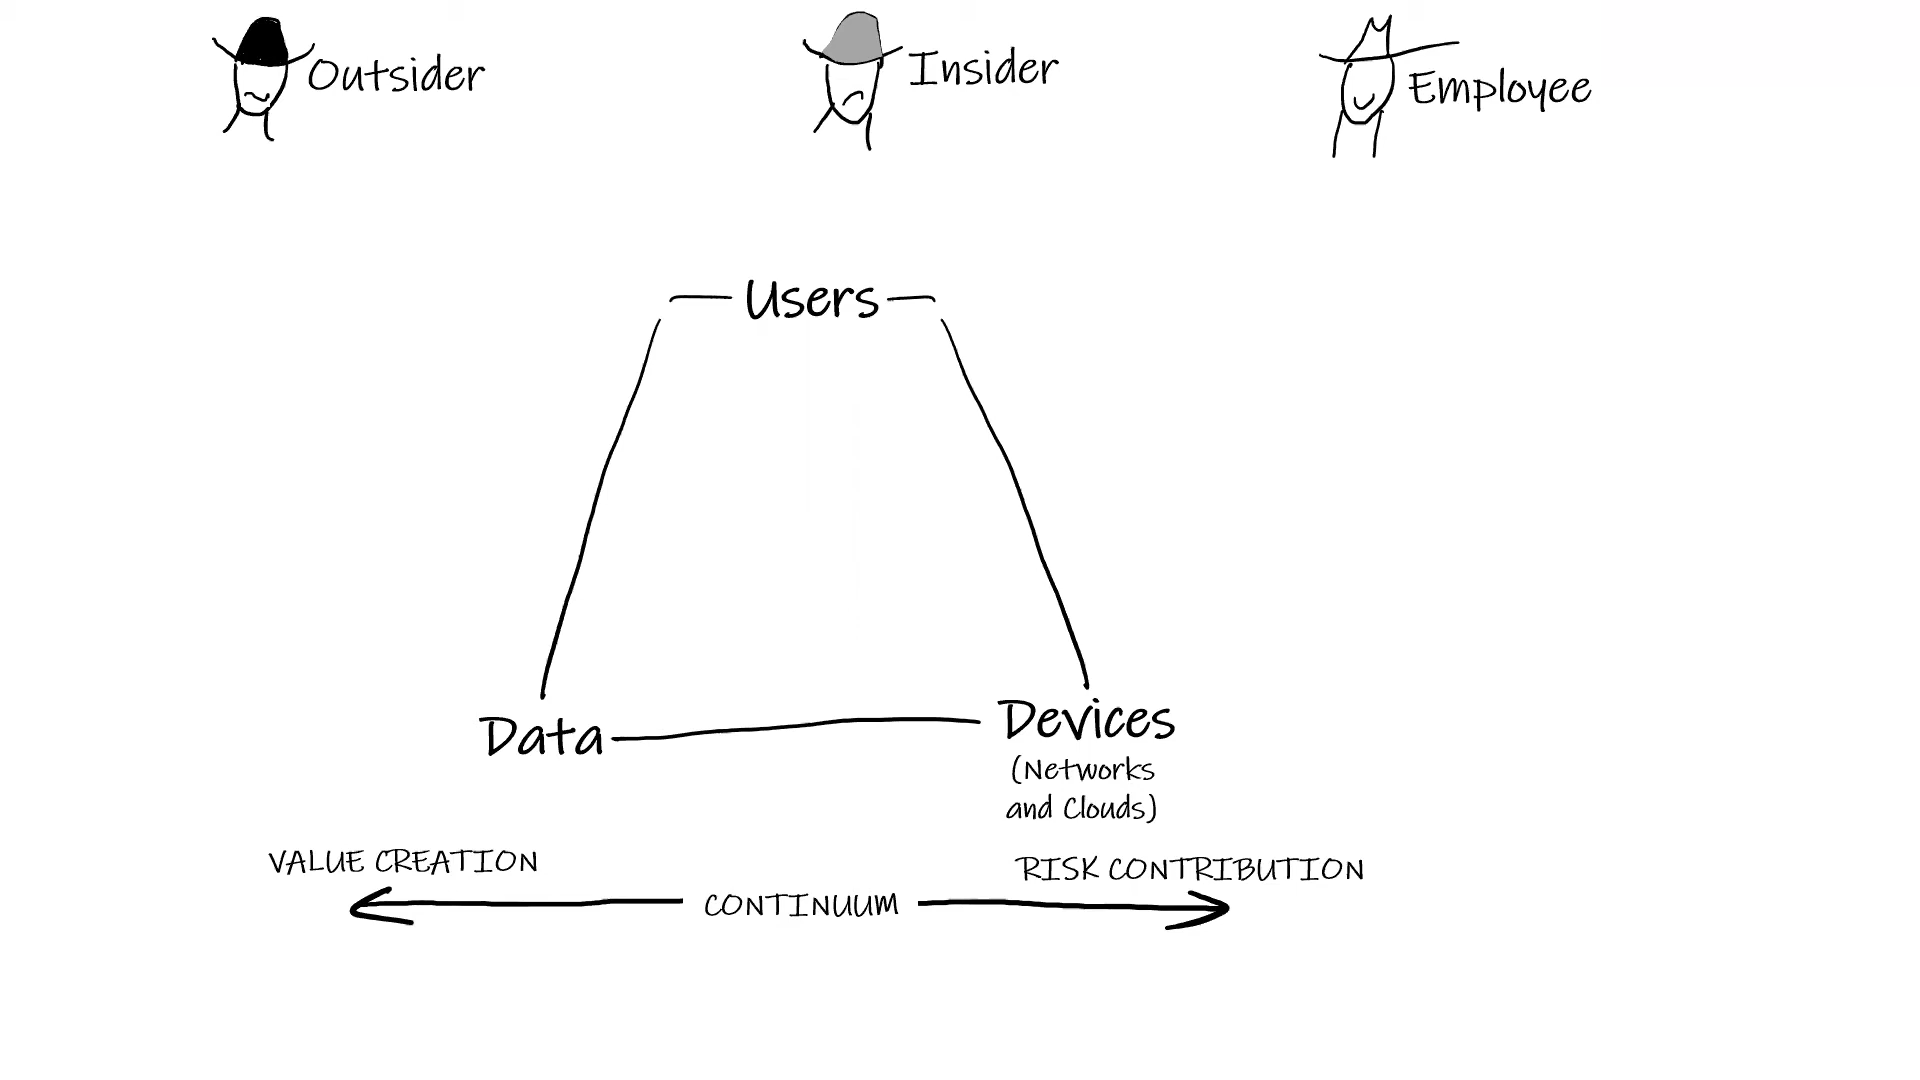 Outsider
Insider
Employee
Users
Data
Devices
(Networks
and Clouds)
VALUE CREATION
RISK CONTRIBUTION
CONTINUUM